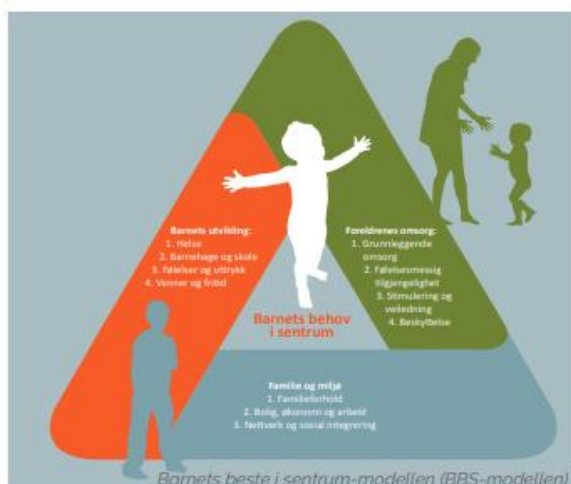 Barnets utvikling:
1. Helse
2. Barnehage og skole
3. Følelser og uttrykk
4. Venner og fritid
Foreldrenes omsorg:
1. Grunnleggende
omsorg
2. Følelsesmessig
tilgjengelighet
3. Stimulering og
veiledning
4. Beskyttelse
Barnets behov
i sentrum
Familie og miljø
1. Familieforhold
2. Bolig, økonomi og arbeid
3. Nettverk og sosial integrering
Barnets beste i sentrum-modellen (BBS-modellen)